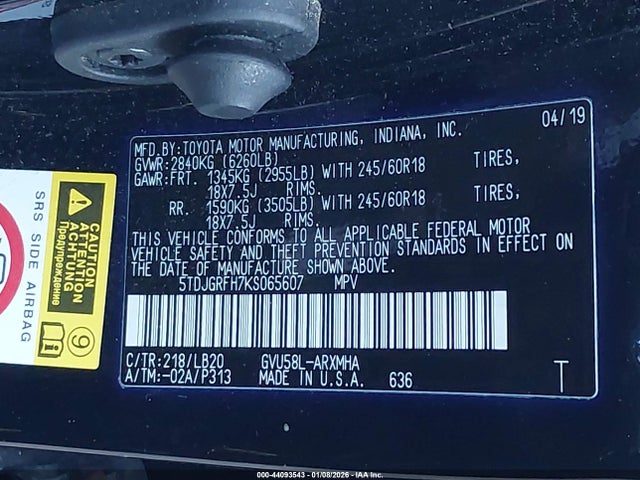 MFD.BY:TOYOTA MOTOR MANUFACTURING, INDIANA, INC. 04/19
GVWR:2840KG (6260LB)
GAWR:FRT. 1345KG (2955LB) WITH 245/60R18 TIRES,
18X7.5J RIMS.
RR. 1590KG (3505LB) WITH 245/60R18 TIRES,
18X7.5J RIMS.
THIS VEHICLE CONFORMS TO ALL APPLICABLE FEDERAL MOTOR
VEHICLE SAFETY AND THEFT PREVENTION STANDARDS IN EFFECT ON
THE DATE OF MANUFACTURE SHOWN ABOVE.
5TDJGRFH7KS065607 MPV
C/TR:218/LB20 GVU58L-ARXMHA
A/TM:-02A/P313 MADE IN U.S.A. 636 T
SRS SIDE AIRBAG
CAUTION
ATTENTION
ACHTUNG
Предупреждение
9
000-44093543 - 01/08/2026 - IAA Inc.